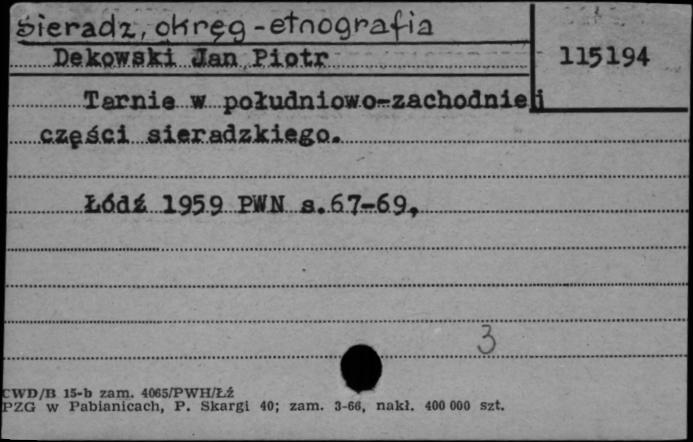 Sieradz, okręg - etnografia
Dekowski Jan Piotr
115194
Tarnie w południowo-zachodniej
części sieradzkiego.
Łódź 1959 PWN s.67-69,
3
CWD/B 15-b zam. 4065/PWH/Łź
PZG w Pabianicach, P. Skargi 40; zam. 3-66, nakł. 400 000 szt.